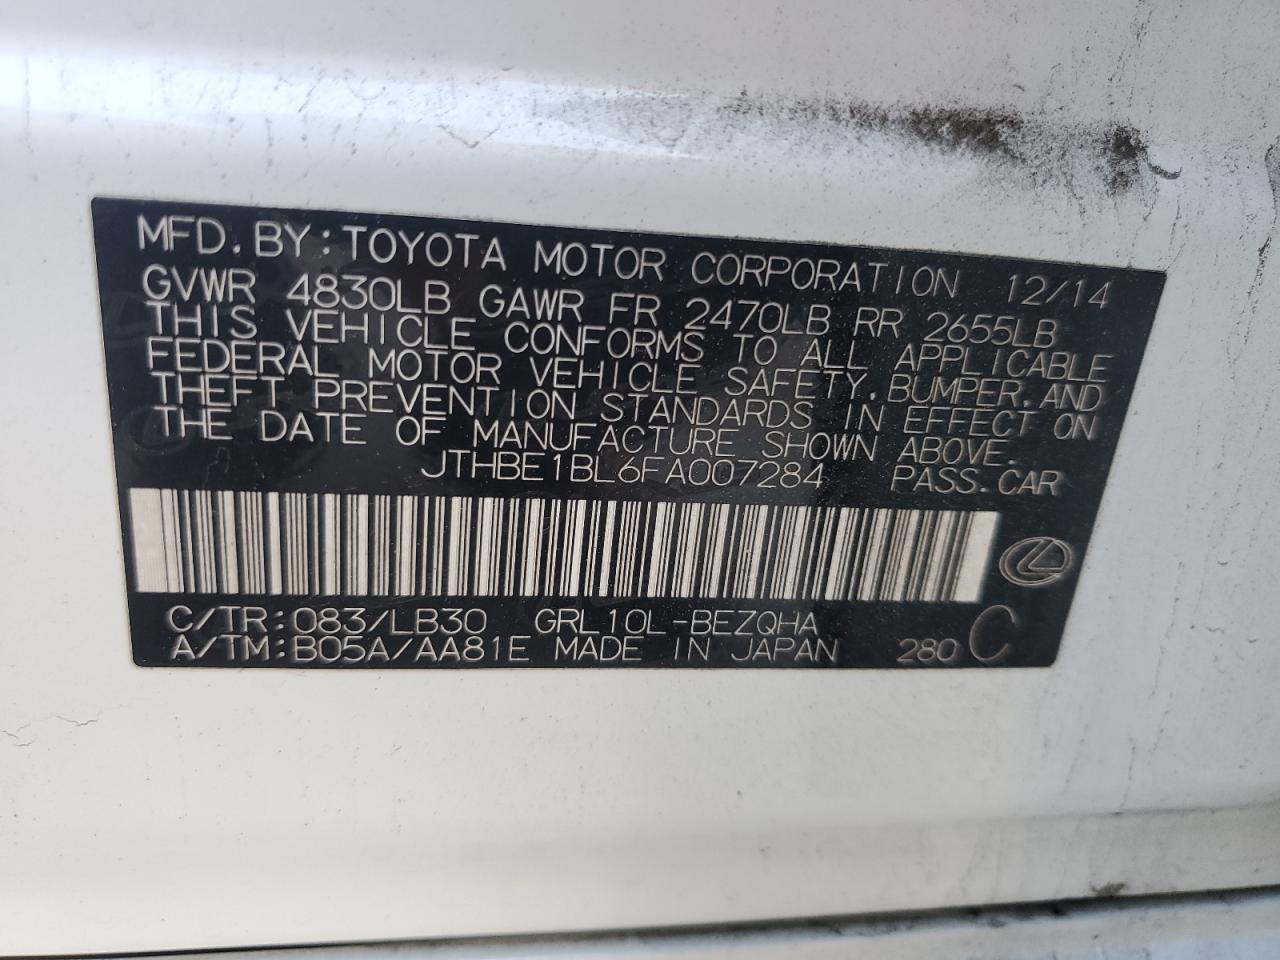 MFD. BY: TOYOTA MOTOR CORPORATION 12/14
GVWR 4830LB GAWR FR 2470LB RR 2655LB
THIS VEHICLE CONFORMS TO ALL APPLICABLE
FEDERAL MOTOR VEHICLE SAFETY, BUMPER, AND
THEFT PREVENTION STANDARDS IN EFFECT ON
THE DATE OF MANUFACTURE SHOWN ABOVE.
JTHBE1BL6FA007284 PASS. CAR
C/TR: 083/LB30 GRL10L-BEZQHA
A/TM: B05A/AA81E MADE IN JAPAN 280 C